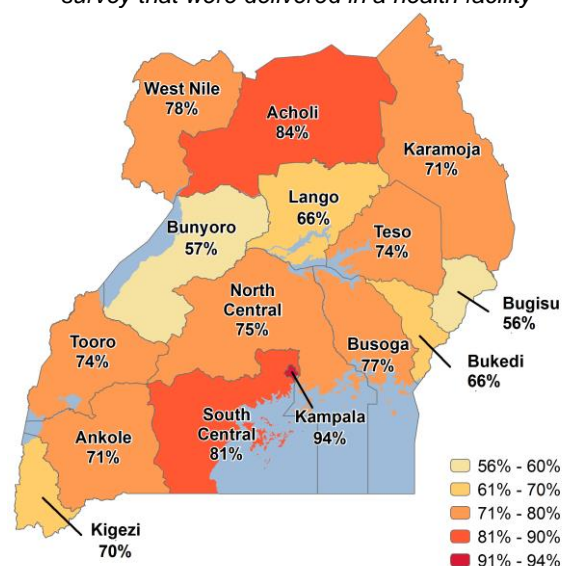 survey that were delivered in a health facility
West Nile
78%
Acholi
84%
Karamoja
71%
Lango
66%
Bunyoro
57%
Teso
74%
North
Central
75%
Bugisu
56%
Tooro
74%
Busoga
77%
Bukedi
66%
Kampala
94%
South
Central
81%
Ankole
71%
Kigezi
70%
56% - 60%
61% - 70%
71% - 80%
81% - 90%
91% - 94%